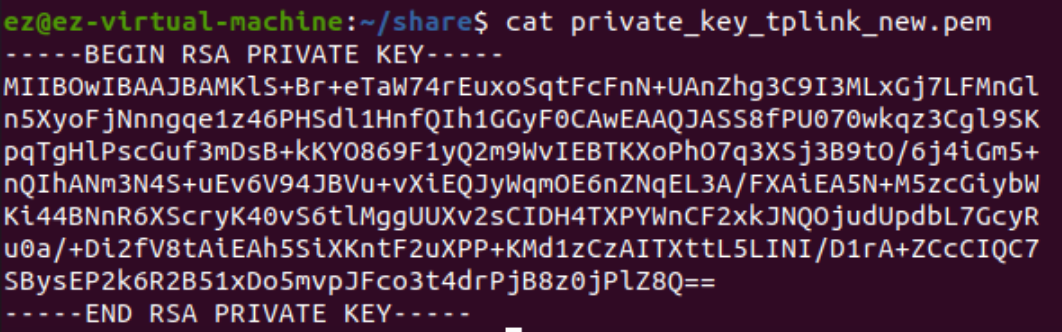 ez@ez-virtual-machine:~/share$ cat private_key_tplink_new.pem
-----BEGIN RSA PRIVATE KEY-----
MIIBOwIBAAJBAMKlS+Br+eTaW74rEuxoSqtFcFnN+UAnZhg3C9I3MLxGj7LFMnGl
n5XyoFjNnngqe1z46PHSdl1HnfQIh1GGyF0CAwEAAQJASS8fPU070wkqz3Cgl9SK
pqTgHlPscGuf3mDsB+kKYO869F1yQ2m9WvIEBTKXoPhO7q3XSj3B9tO/6j4iGm5+
nQIhANm3N4S+uEv6V94JBVu+vXiEQJyWqmOE6nZNqEL3A/FXAiEA5N+M5zcGiybW
Ki44BNnR6XScryK40vS6tlMggUUXv2sCIDH4TXPYWnCF2xkJNQOjudUpdbL7GcyR
u0a/+Di2fV8tAiEAh5SiXKntF2uXPP+KMd1zCzAITXttL5LINI/D1rA+ZCcCIQC7
SBysEP2k6R2B51xDo5mvpJFco3t4drPjB8z0jPlZ8Q==
-----END RSA PRIVATE KEY-----